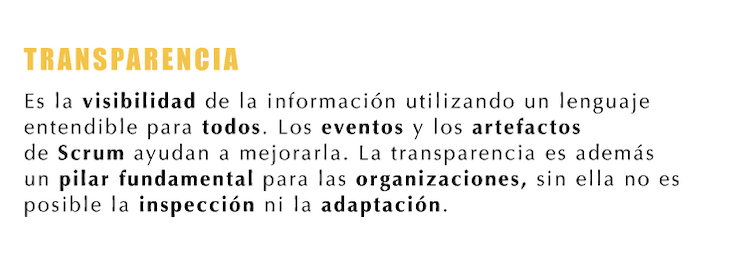 TRANSPARENCIA
Es la visibilidad de la información utilizando un lenguaje
entendible para todos. Los eventos y los artefactos
de Scrum ayudan a mejorarla. La transparencia es además
un pilar fundamental para las organizaciones, sin ella no es
posible la inspección ni la adaptación.